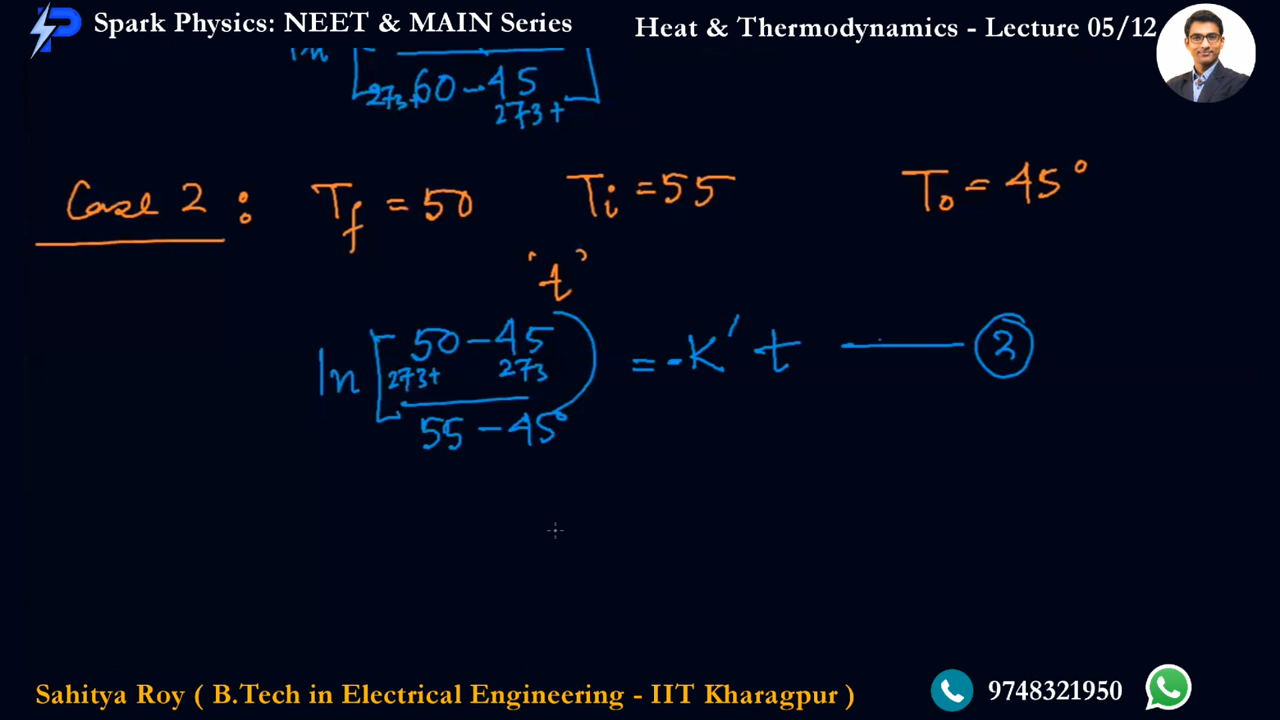 Spark Physics: NEET & MAIN Series
Heat & Thermodynamics - Lecture 05/12
ln [
273+60-45
273+
Case 2 : Tf = 50 Ti = 55 To = 45°
't'
ln [ 50-45 ) = -K't —— 2
273+ 273
55-45°
Sahitya Roy ( B.Tech in Electrical Engineering - IIT Kharagpur )
9748321950